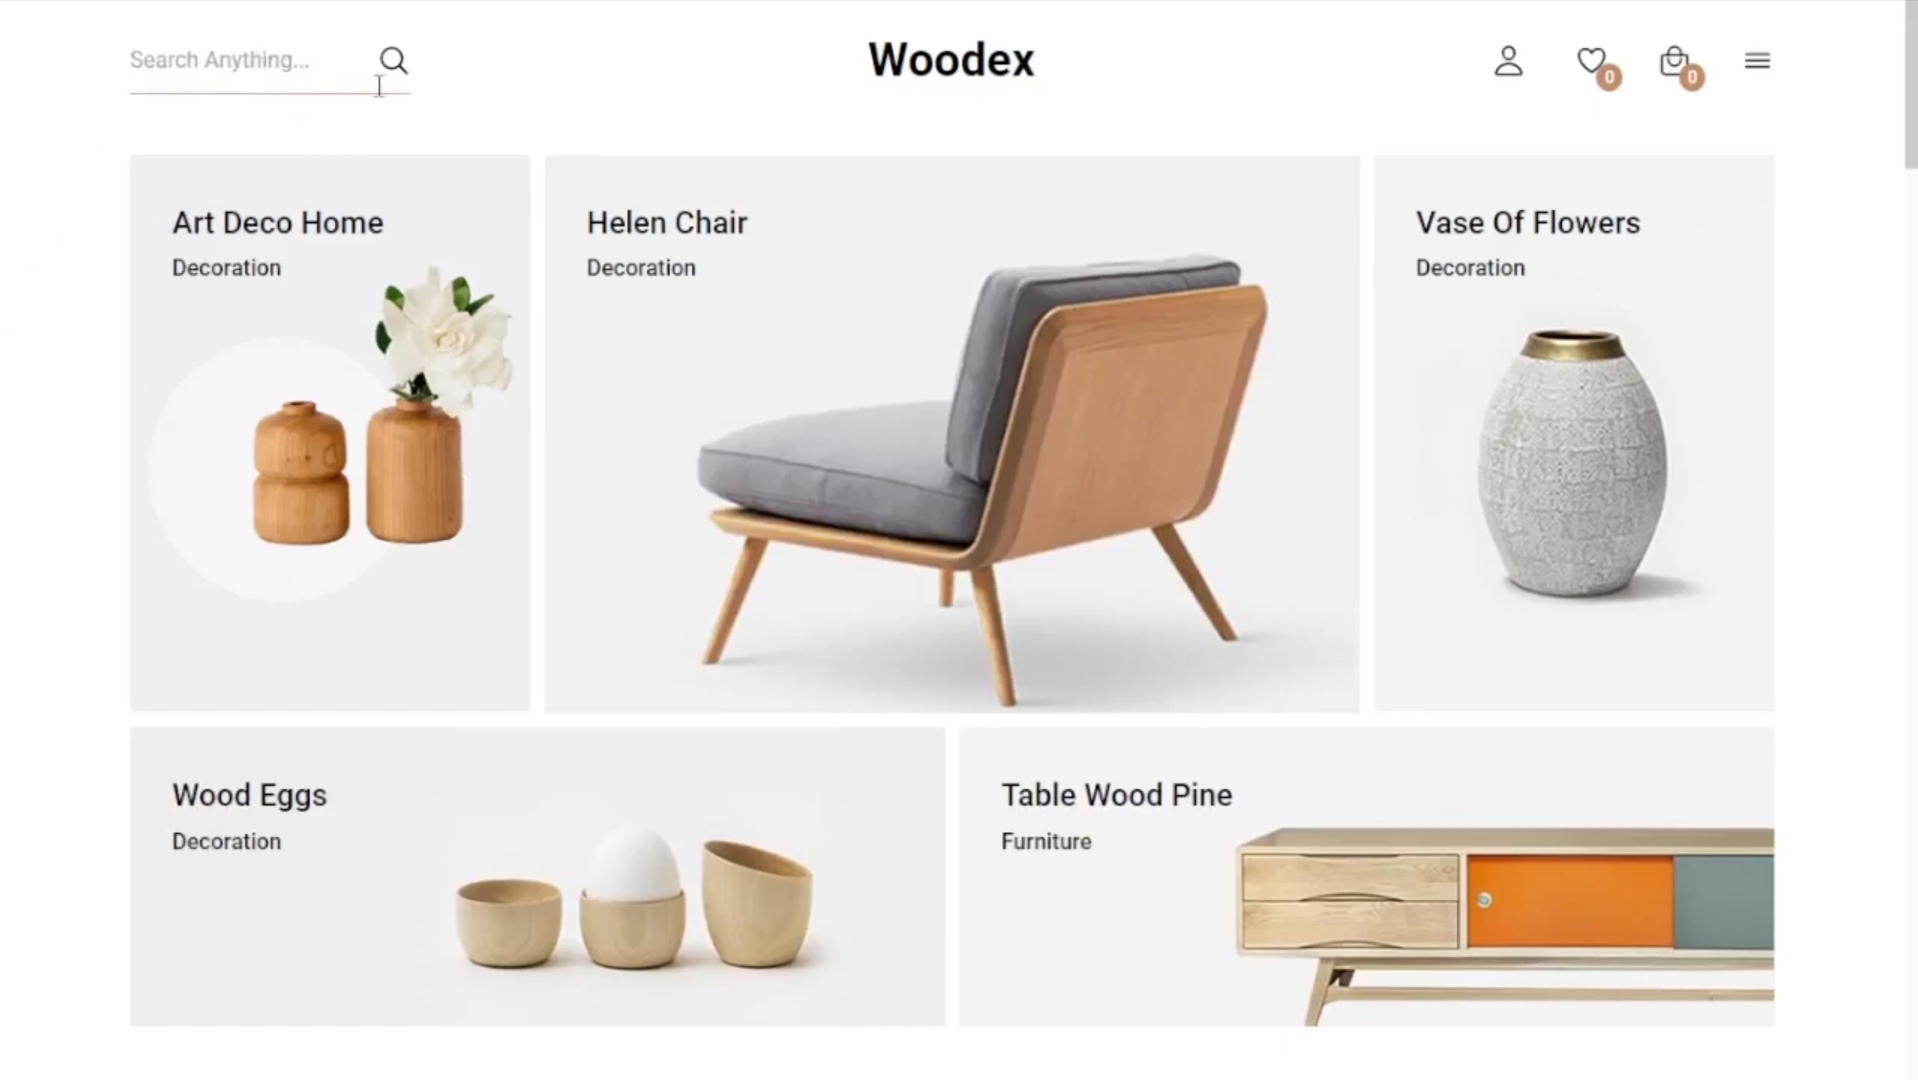 Search Anything...
Woodex
0
0
Art Deco Home
Decoration
Helen Chair
Decoration
Vase Of Flowers
Decoration
Wood Eggs
Decoration
Table Wood Pine
Furniture